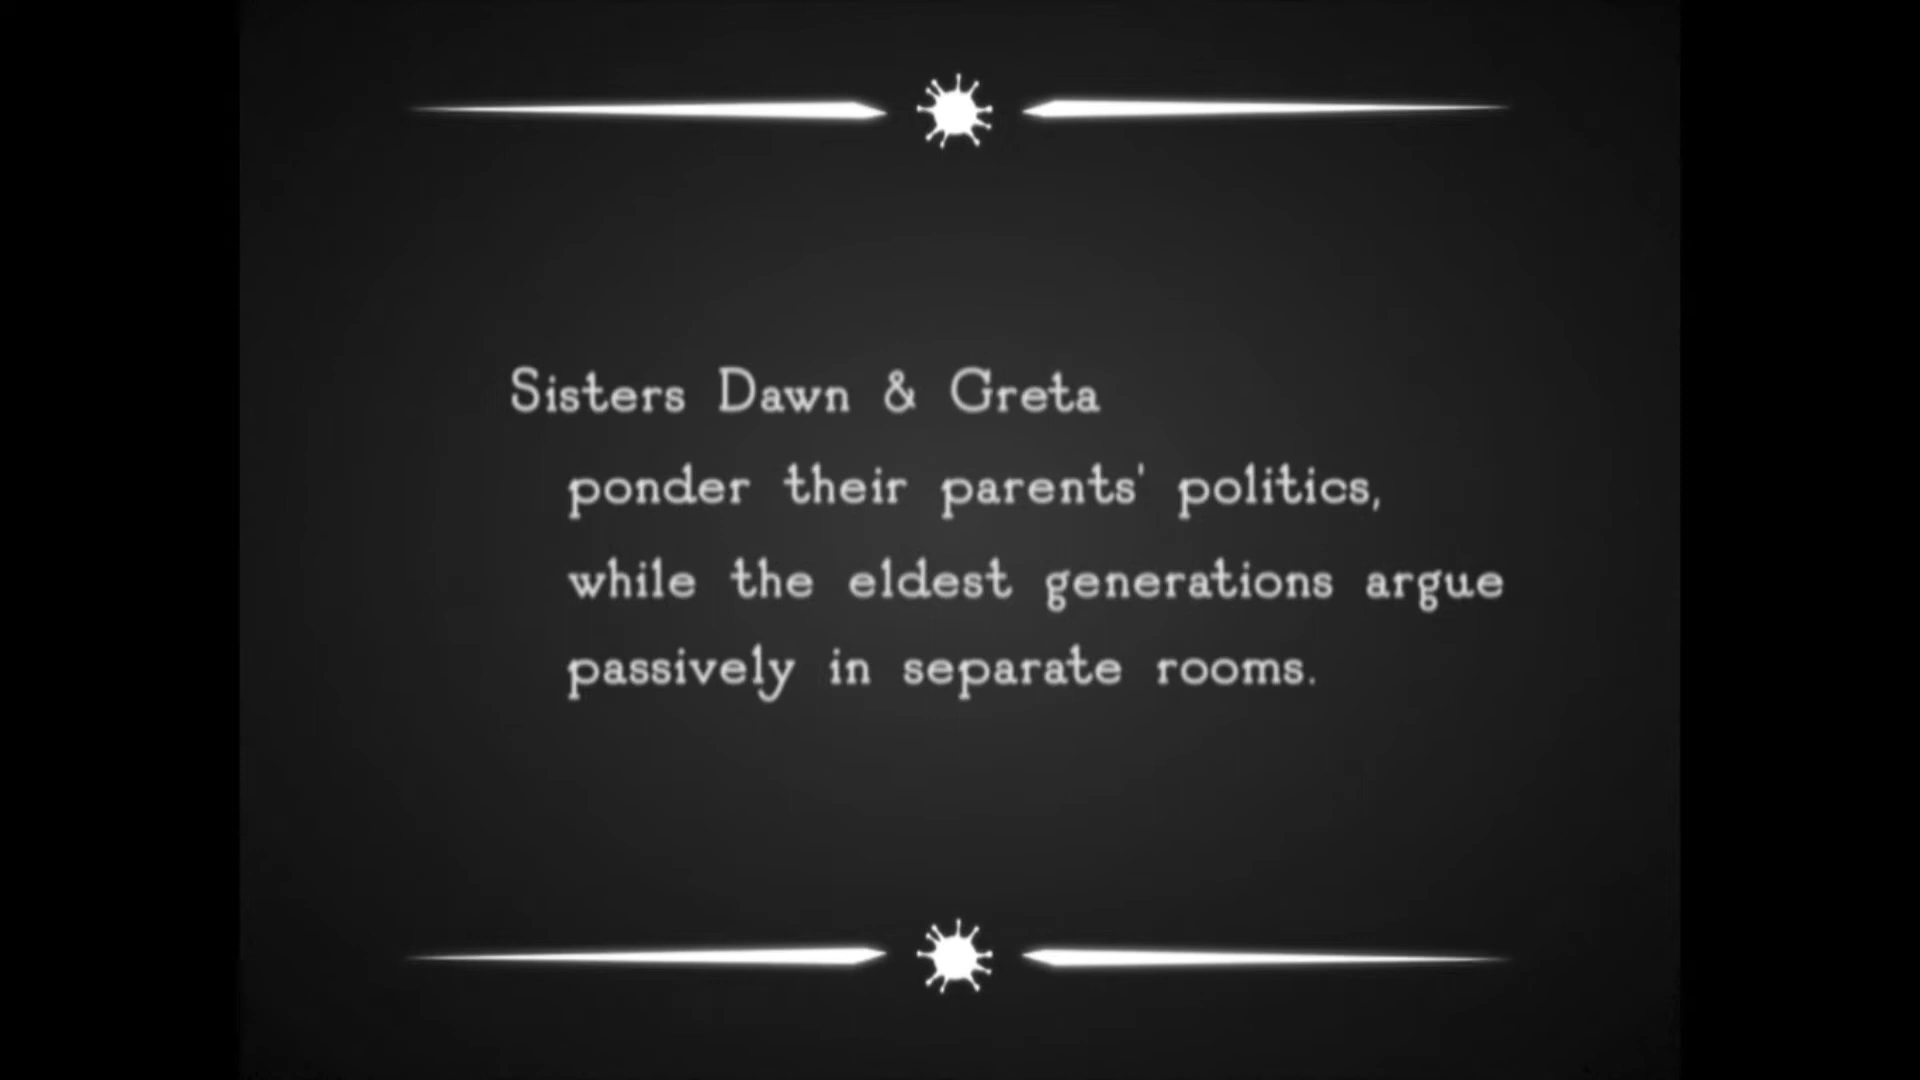 Sisters Dawn & Greta
ponder their parents' politics,
while the eldest generations argue
passively in separate rooms.